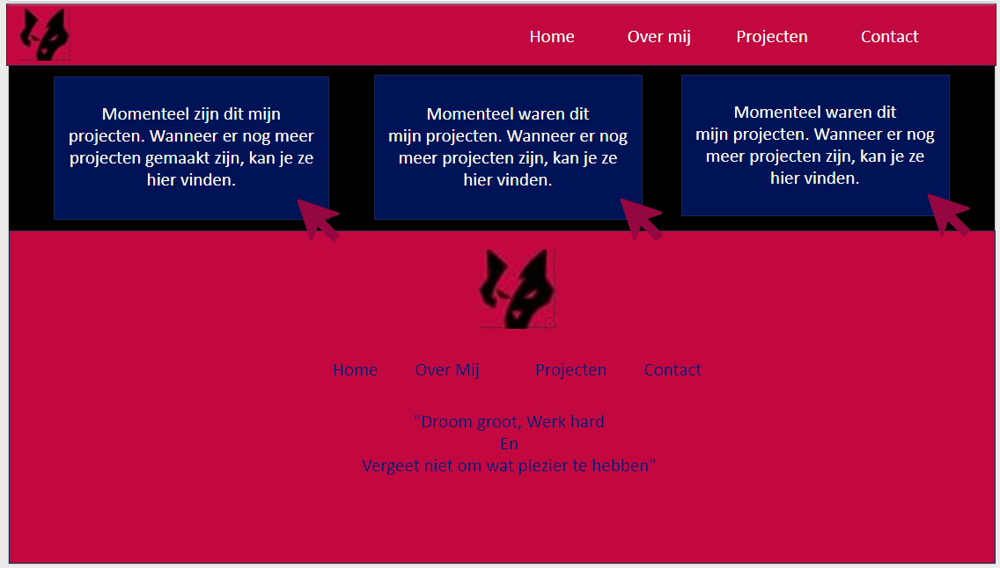 Home Over mij Projecten Contact
Momenteel zijn dit mijn
projecten. Wanneer er nog meer
projecten gemaakt zijn, kan je ze
hier vinden.
Momenteel waren dit
mijn projecten. Wanneer er nog
meer projecten zijn, kan je ze
hier vinden.
Momenteel waren dit
mijn projecten. Wanneer er nog
meer projecten zijn, kan je ze
hier vinden.
Home Over Mij Projecten Contact
"Droom groot, Werk hard
En
Vergeet niet om wat plezier te hebben"